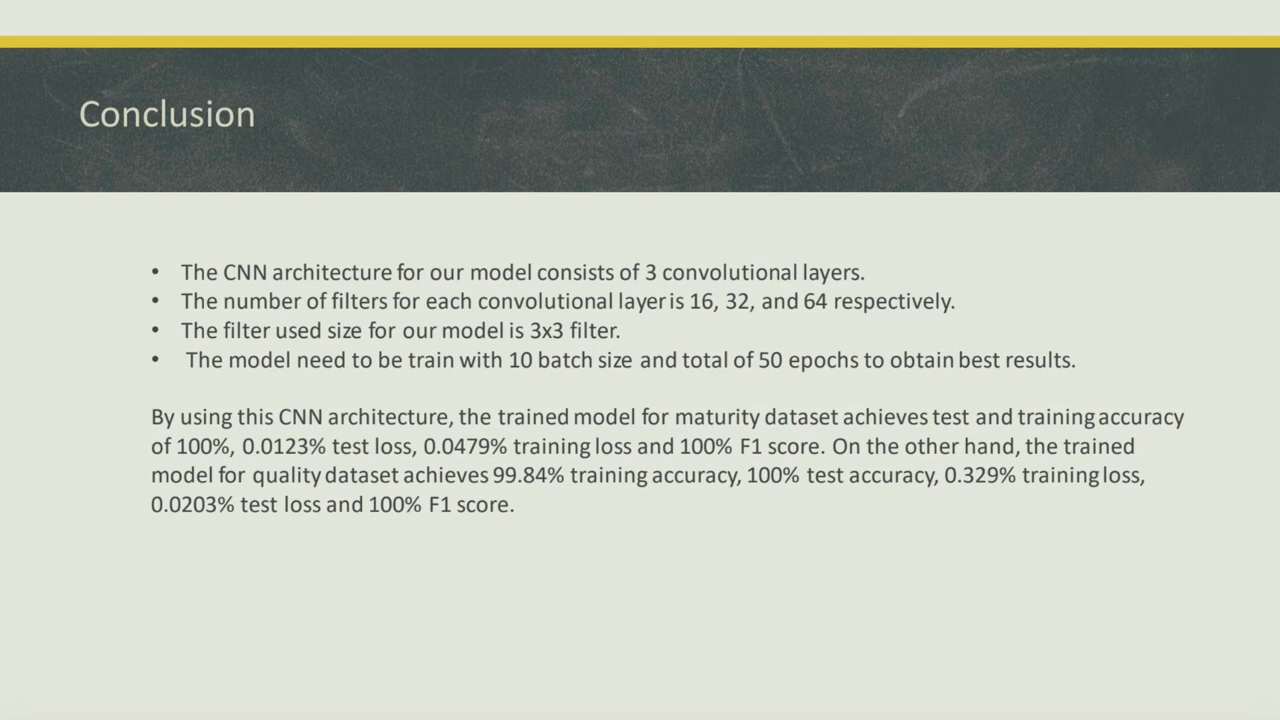 Conclusion
• The CNN architecture for our model consists of 3 convolutional layers.
• The number of filters for each convolutional layer is 16, 32, and 64 respectively.
• The filter used size for our model is 3x3 filter.
• The model need to be train with 10 batch size and total of 50 epochs to obtain best results.
By using this CNN architecture, the trained model for maturity dataset achieves test and training accuracy
of 100%, 0.0123% test loss, 0.0479% training loss and 100% F1 score. On the other hand, the trained
model for quality dataset achieves 99.84% training accuracy, 100% test accuracy, 0.329% training loss,
0.0203% test loss and 100% F1 score.